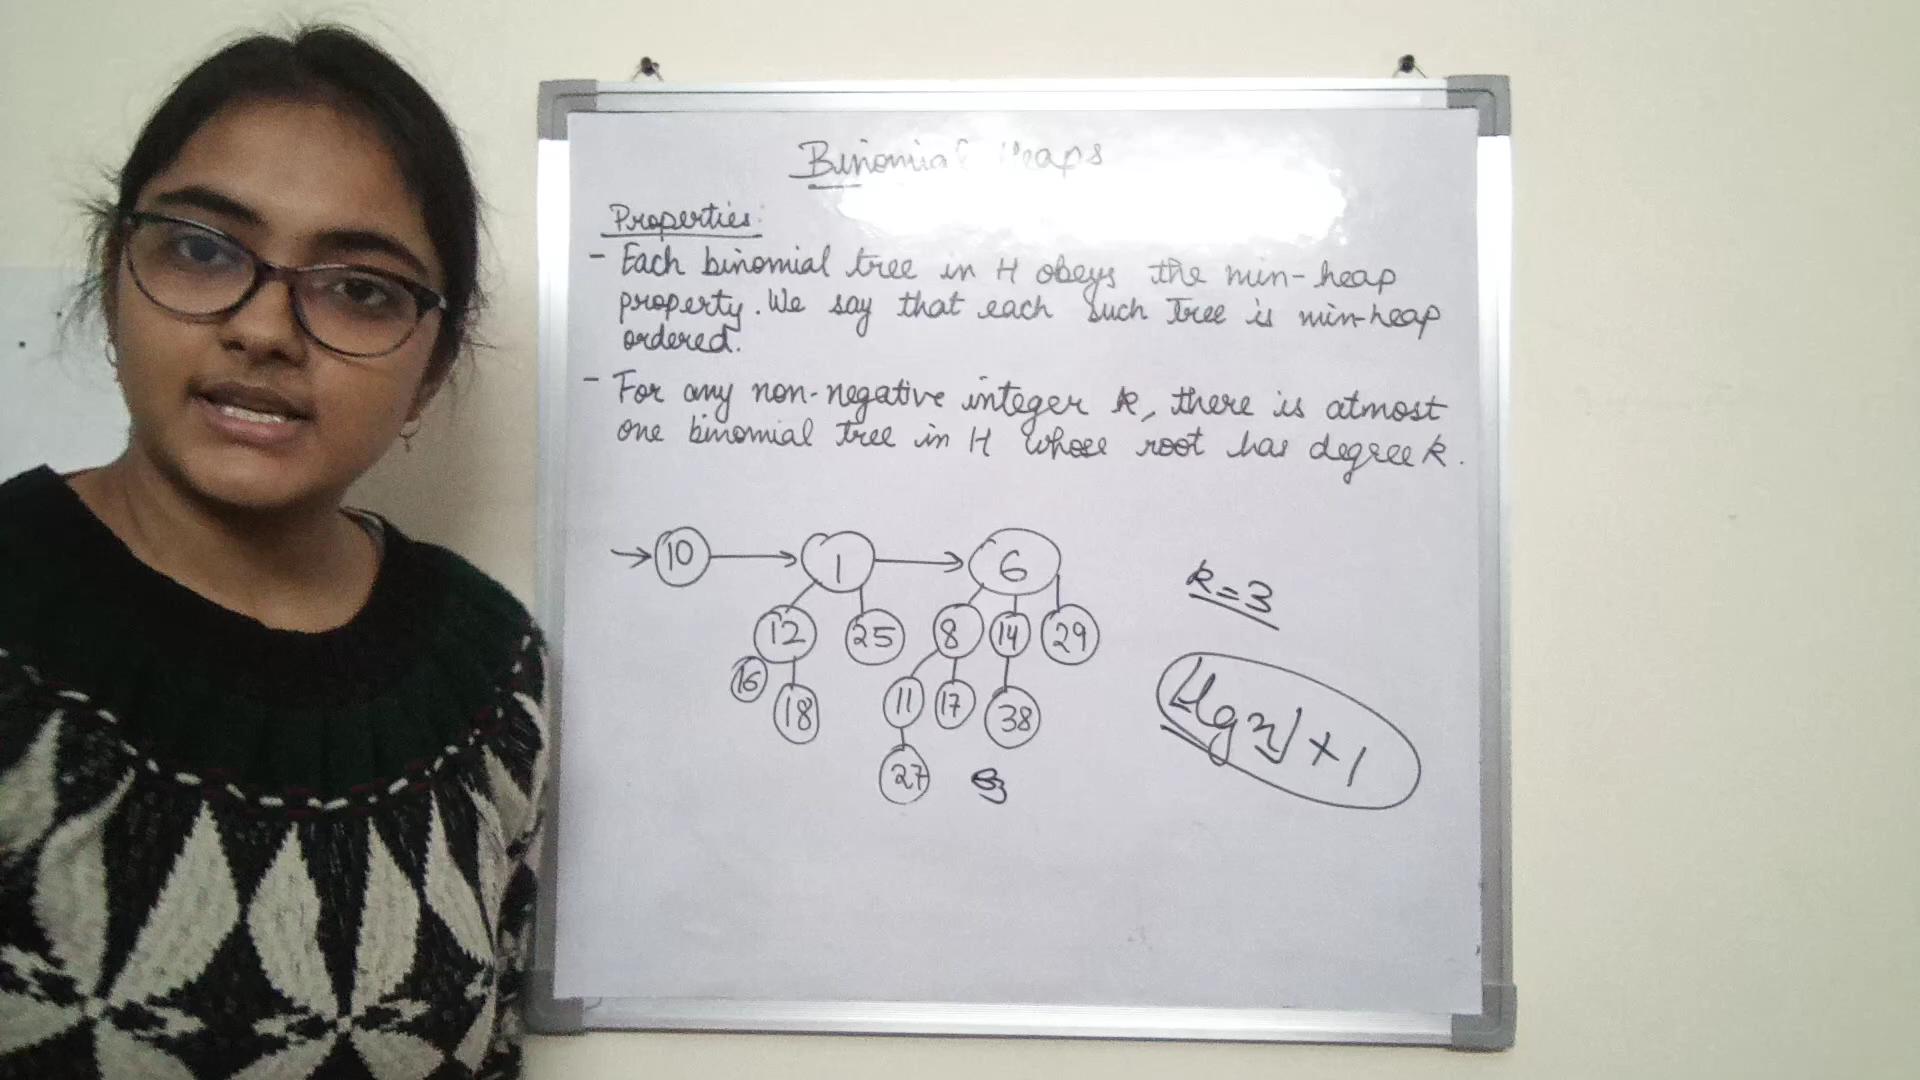 Binomial Heaps
Properties:
- Each binomial tree in H obeys the min-heap
property. We say that each such tree is min-heap
ordered.
- For any non-negative integer k, there is atmost
one binomial tree in H whose root has degree k.
10 1 6
k=3
12 25 8 14 29
16 18 11 17 38
27
⌊lg n⌋ + 1